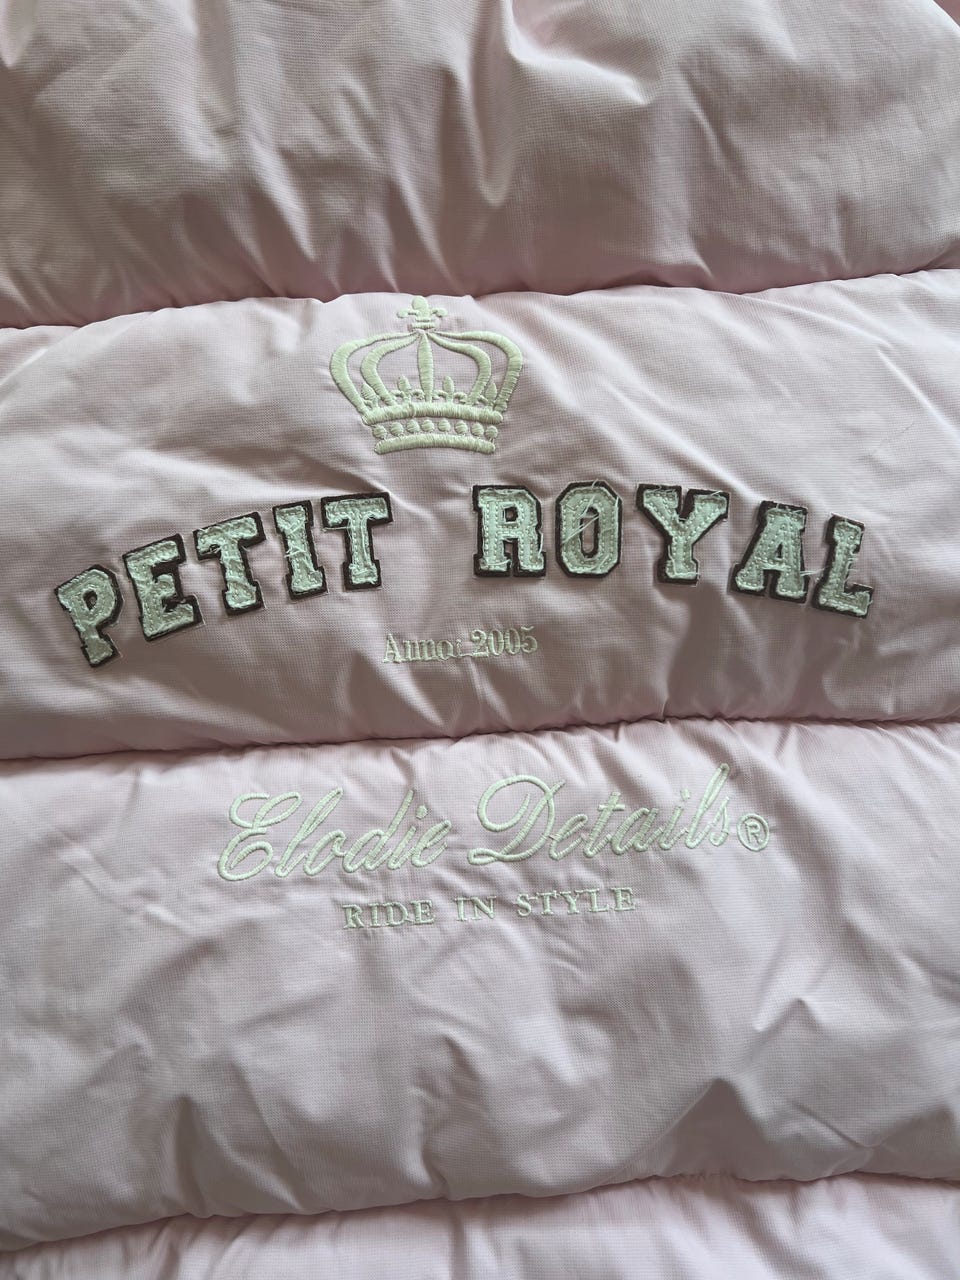 PETIT ROYAL
Anno: 2005
Elodie Details®
RIDE IN STYLE